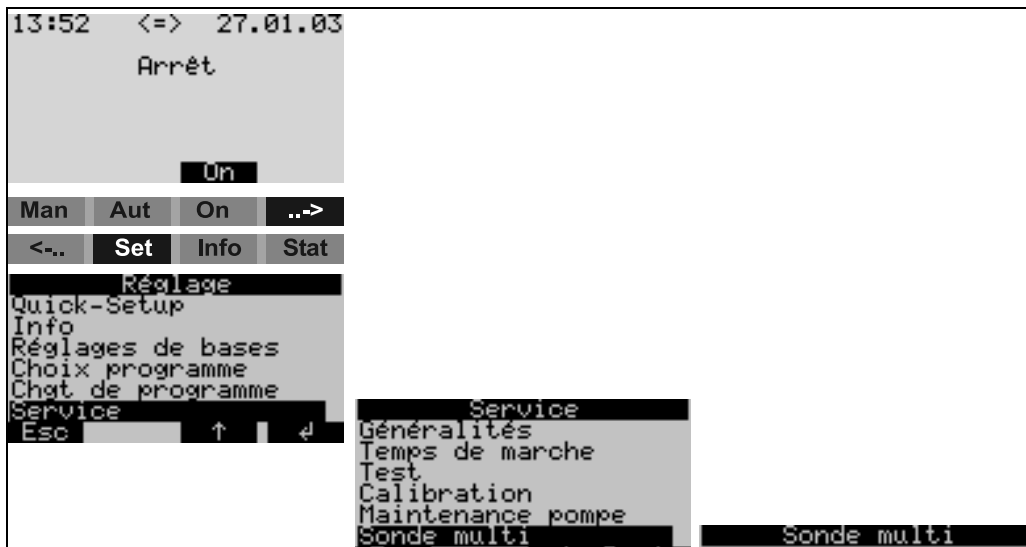 13:52 <=> 27.01.03
Arrêt
On
Man Aut On ..->
<-.. Set Info Stat
Réglage
Quick-Setup
Info
Réglages de bases
Choix programme
Chgt de programme
Service
Esc ↑ ↲
Service
Généralités
Temps de marche
Test
Calibration
Maintenance pompe
Sonde multi
Sonde multi